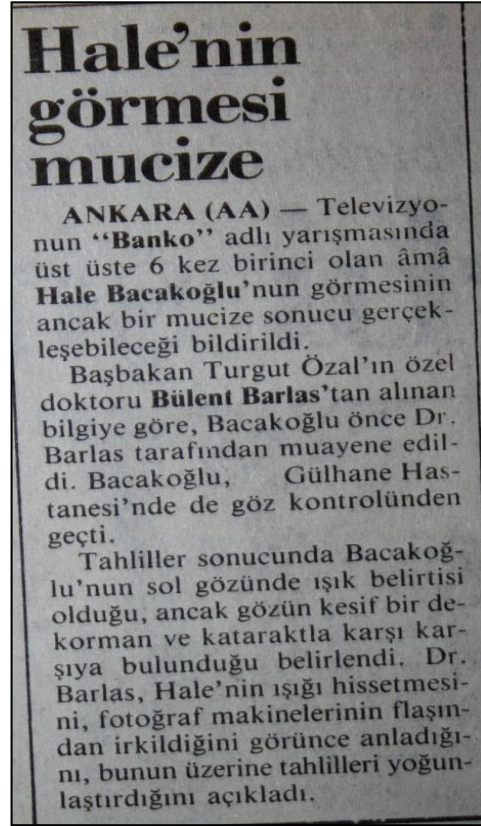 Hale’nin
görmesi
mucize
ANKARA (AA) — Televizyo-
nun “Banko” adlı yarışmasında
üst üste 6 kez birinci olan âmâ
Hale Bacakoğlu’nun görmesinin
ancak bir mucize sonucu gerçek-
leşebileceği bildirildi.
Başbakan Turgut Özal’ın özel
doktoru Bülent Barlas’tan alınan
bilgiye göre, Bacakoğlu önce Dr.
Barlas tarafından muayene edil-
di. Bacakoğlu, Gülhane Has-
tanesi’nde de göz kontrolünden
geçti.
Tahliller sonucunda Bacakoğ-
lu’nun sol gözünde ışık belirtisi
olduğu, ancak gözün kesif bir de-
korman ve kataraktla karşı kar-
şıya bulunduğu belirlendi. Dr.
Barlas, Hale’nin ışığı hissetmesi-
ni, fotoğraf makinelerinin flaşın-
dan irkildiğini görünce anladığı-
nı, bunun üzerine tahlilleri yoğun-
laştırdığını açıkladı.